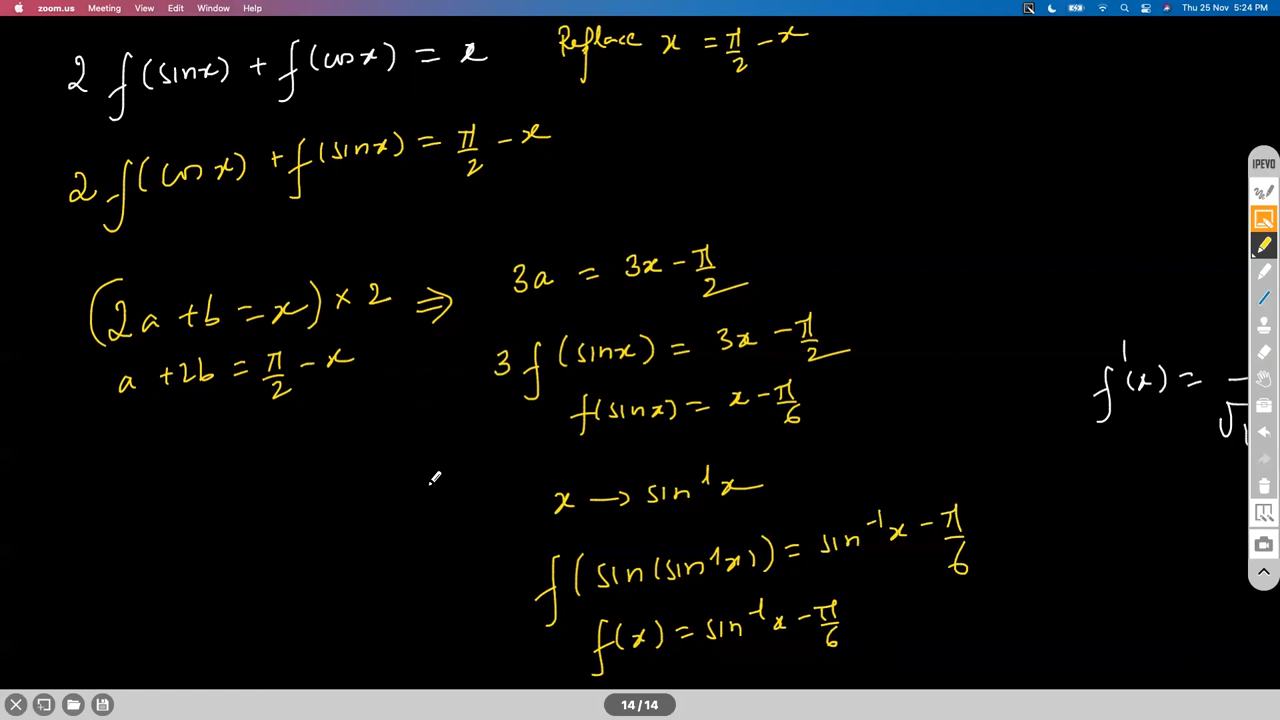 zoom.us Meeting View Edit Window Help Thu 25 Nov 5:24 PM
2 f(sinx) + f(cosx) = x
Replace x = π/2 - x
2 f(cosx) + f(sinx) = π/2 - x
IPEVO
(2a + b = x) × 2 ⇒ 3a = 3x - π/2
a + 2b = π/2 - x
3 f(sinx) = 3x - π/2
f(sinx) = x - π/6
f'(x) = 1/√1
x → sin⁻¹x
f(sin(sin⁻¹x)) = sin⁻¹x - π/6
f(x) = sin⁻¹x - π/6
14 / 14